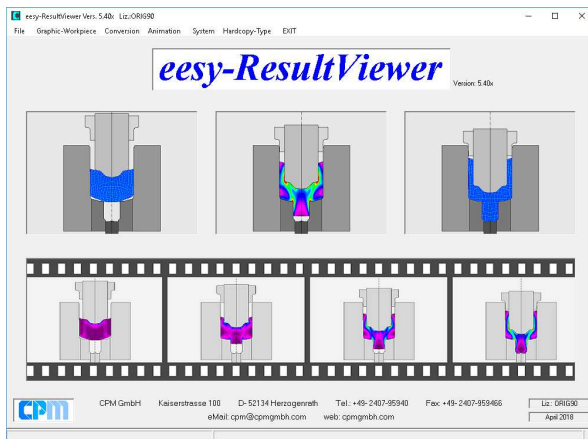 eesy-ResultViewer Vers. 5.40x Liz.:ORIG90
File Graphic-Workpiece Conversion Animation System Hardcopy-Type EXIT
eesy-ResultViewer
Version: 5.40x
CPM GmbH Kaiserstrasse 100 D- 52134 Herzogenrath Tel.: +49- 2407-95940 Fax: +49- 2407-959466
eMail: cpm@cpmgmbh.com web: cpmgmbh.com
cpm
Liz.: ORIG90
April 2018